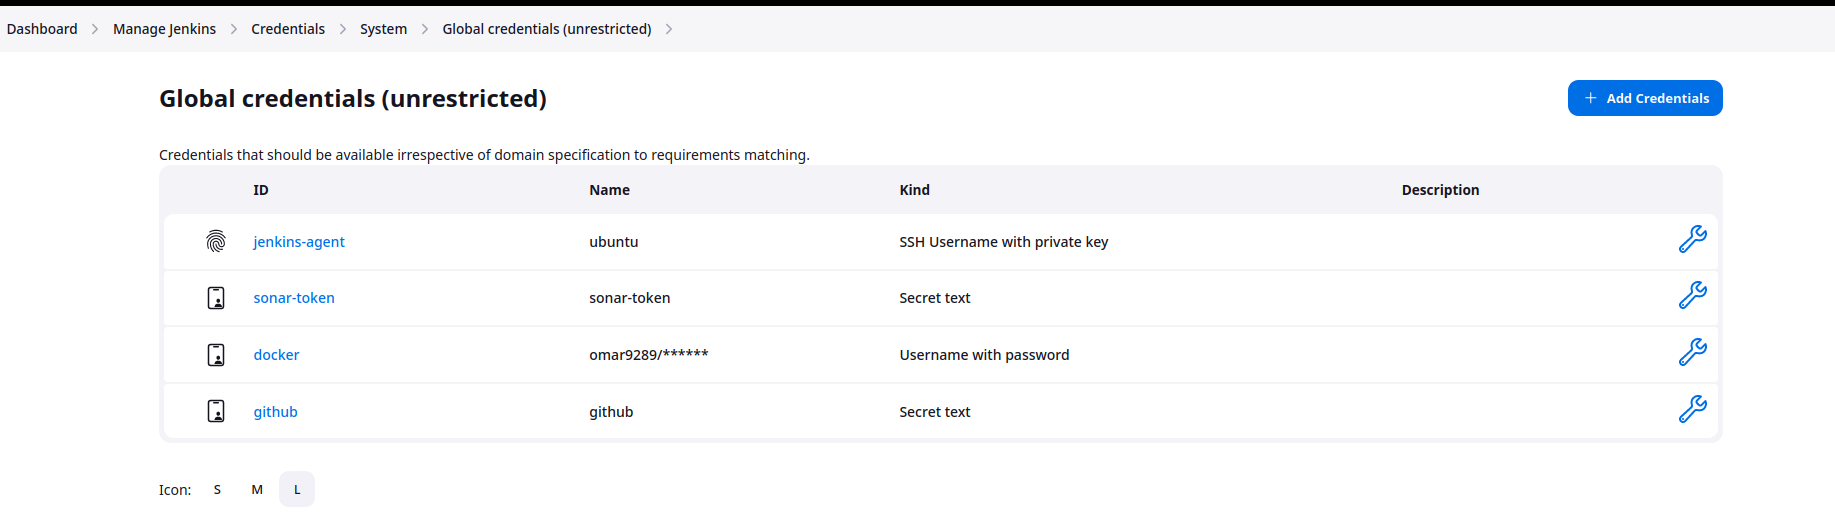 Dashboard > Manage Jenkins > Credentials > System > Global credentials (unrestricted) >
Global credentials (unrestricted)
+ Add Credentials
Credentials that should be available irrespective of domain specification to requirements matching.
ID Name Kind Description
jenkins-agent ubuntu SSH Username with private key
sonar-token sonar-token Secret text
docker omar9289/****** Username with password
github github Secret text
Icon: S M L